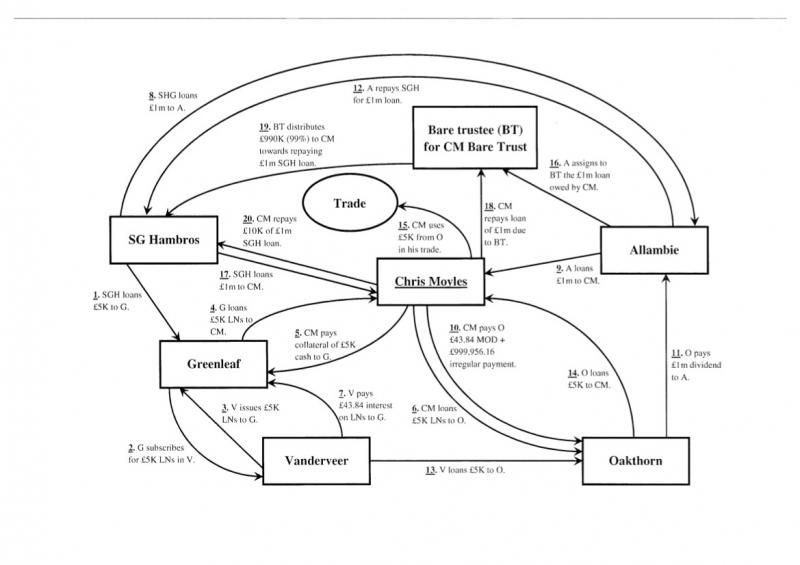 8. SHG loans
£1m to A.
12. A repays SGH
for £1m loan.
19. BT distributes
£990K (99%) to CM
towards repaying
£1m SGH loan.
Bare trustee (BT)
for CM Bare Trust
16. A assigns to
BT the £1m loan
owed by CM.
Trade
SG Hambros
20. CM repays
£10K of £1m
SGH loan.
15. CM uses
£5K from O
in his trade.
18. CM
repays loan
of £1m due
to BT.
Allambie
17. SGH loans
£1m to CM.
Chris Moyles
9. A loans
£1m to CM.
1. SGH loans
£5K to G.
4. G loans
£5K LNs to
CM.
5. CM pays
collateral of £5K
cash to G.
10. CM pays O
£43.84 MOD +
£999,956.16
irregular payment.
11. O pays
£1m dividend
to A.
Greenleaf
14. O loans
£5K to CM.
3. V issues £5K
LNs to G.
7. V pays
£43.84 interest
on LNs to G.
6. CM loans
£5K LNs to O.
2. G subscribes
for £5K LNs in V.
Vanderveer
13. V loans £5K to O.
Oakthorn